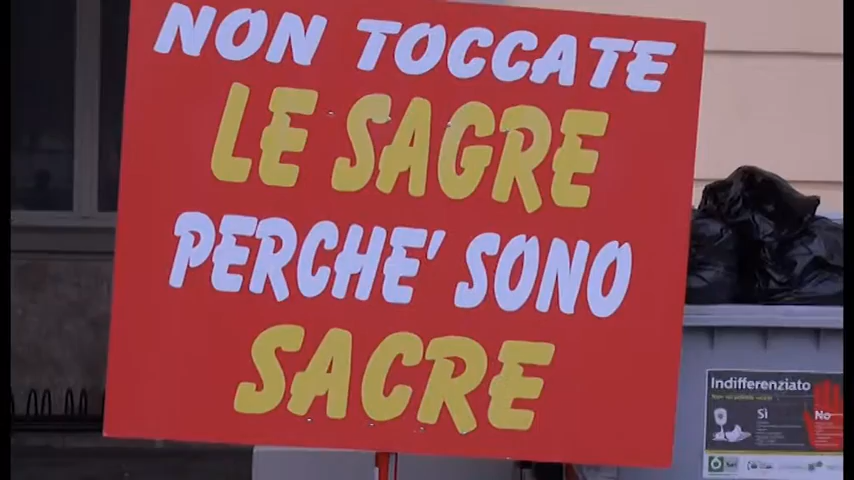 NON TOCCATE
LE SAGRE
PERCHE' SONO
SACRE
Indifferenziato
Sì
No